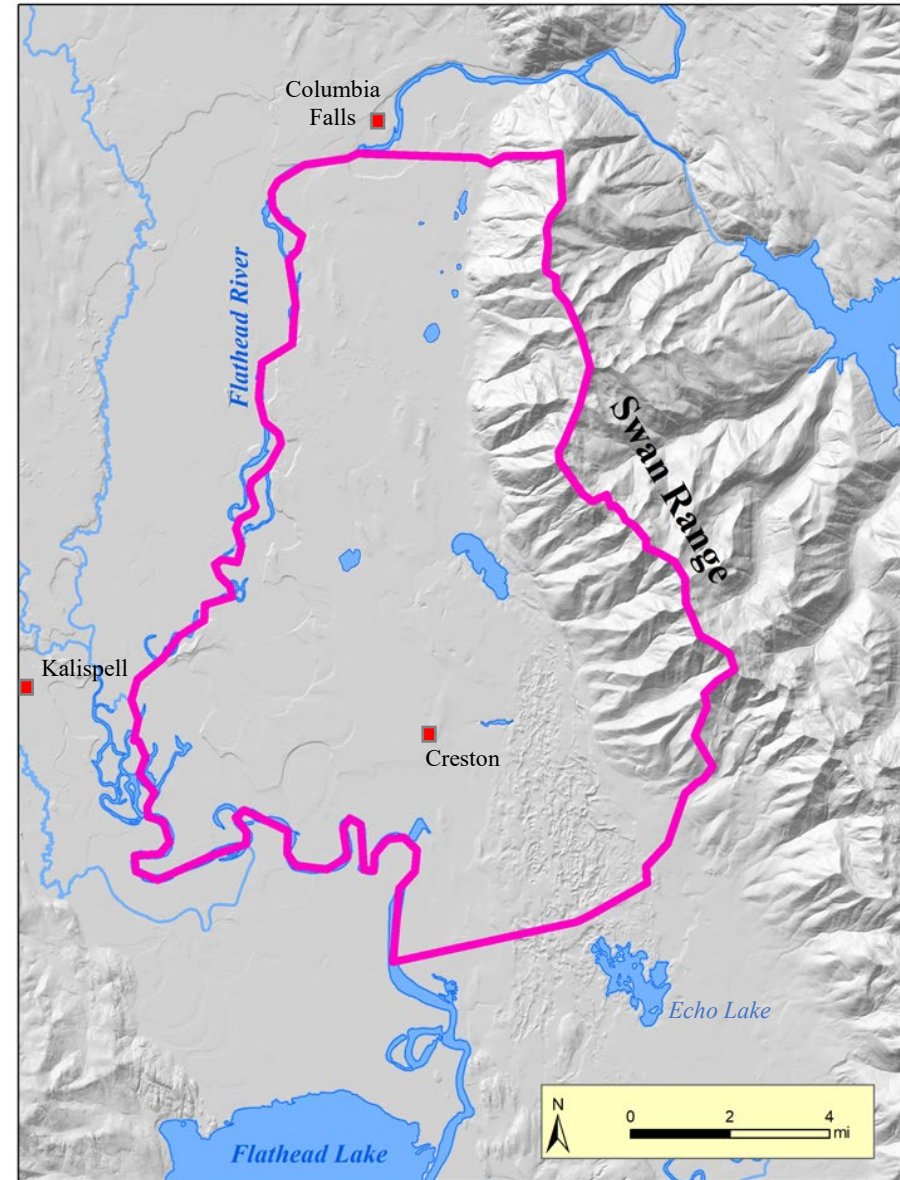 Columbia
Falls
Flathead River
Swan Range
Kalispell
Creston
Echo Lake
N
0 2 4
mi
Flathead Lake